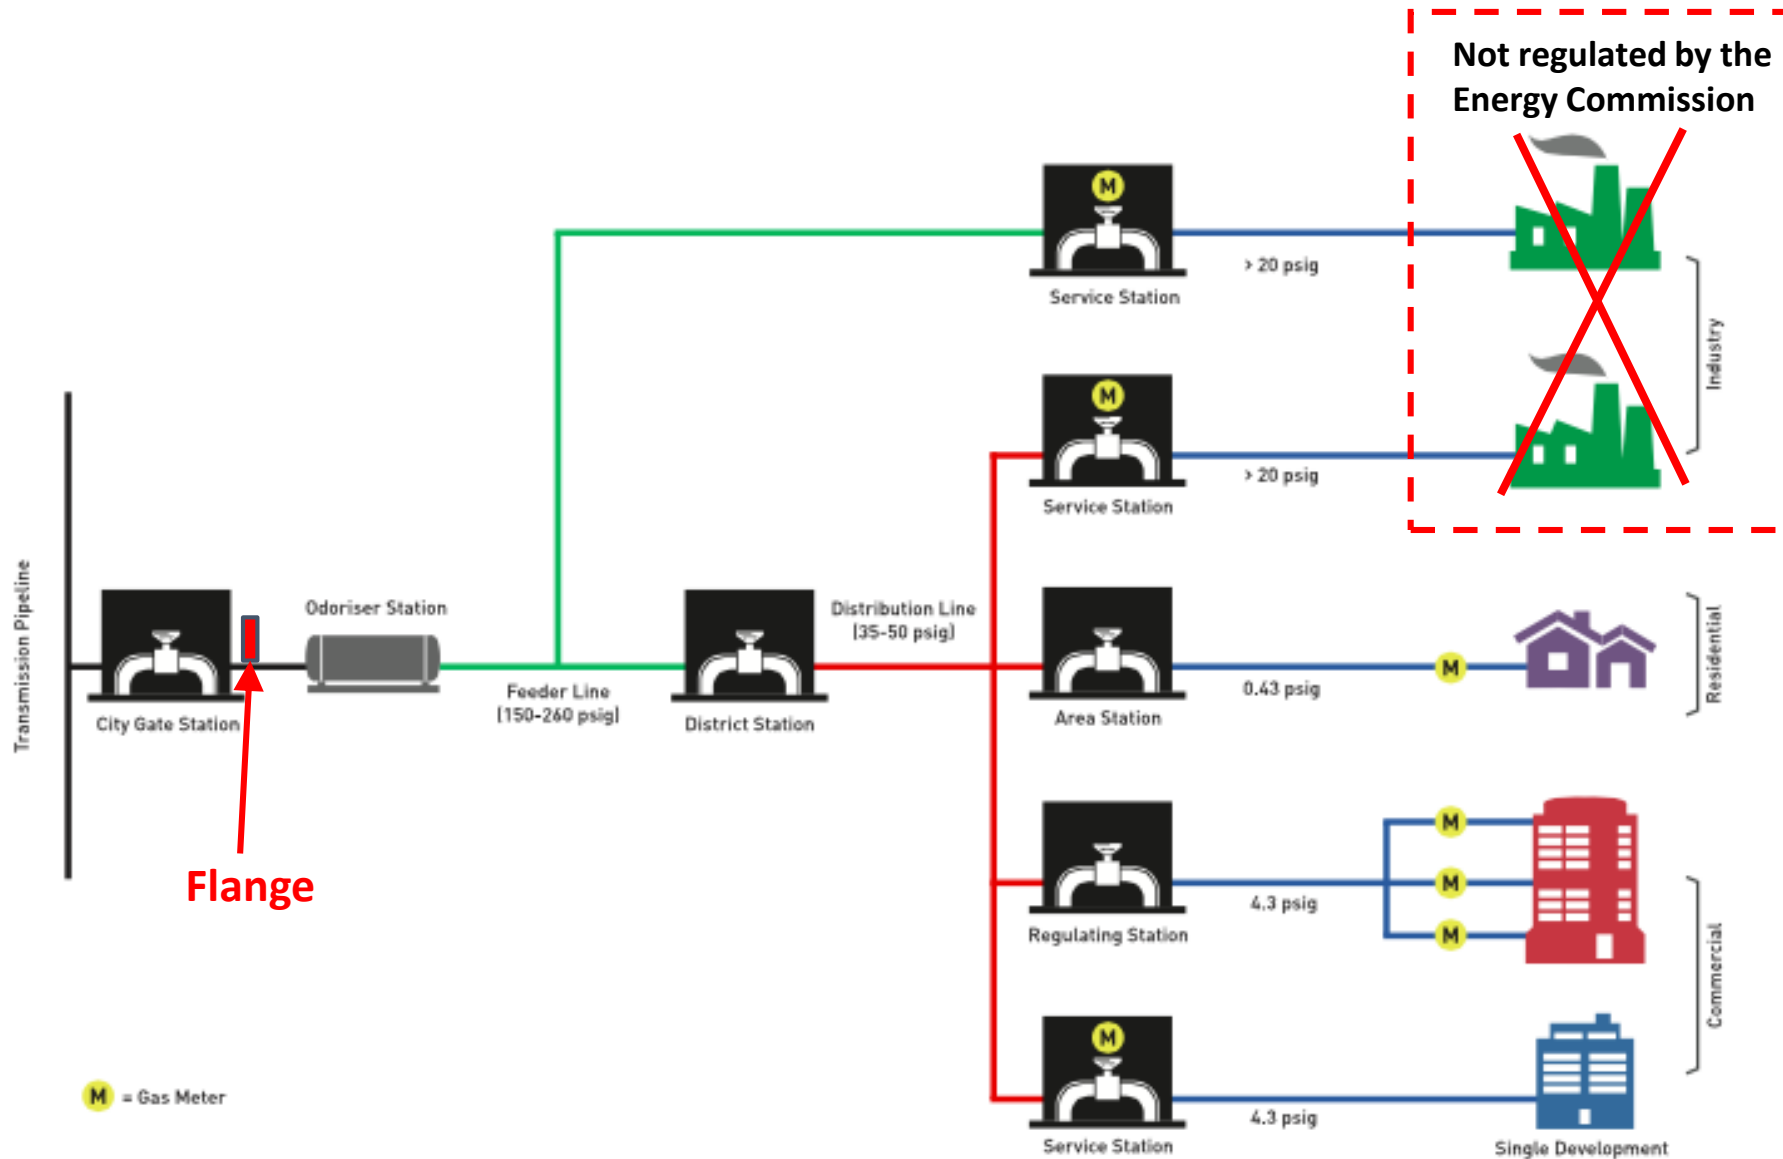 Not regulated by the
Energy Commission
M
Service Station
> 20 psig
M
Service Station
> 20 psig
Industry
Transmission Pipeline
City Gate Station
Flange
Odoriser Station
Feeder Line
(150-260 psig)
District Station
Distribution Line
(35-50 psig)
Area Station
0.43 psig
M
Residential
Regulating Station
4.3 psig
M
M
M
Commercial
M
Service Station
4.3 psig
Single Development
M = Gas Meter